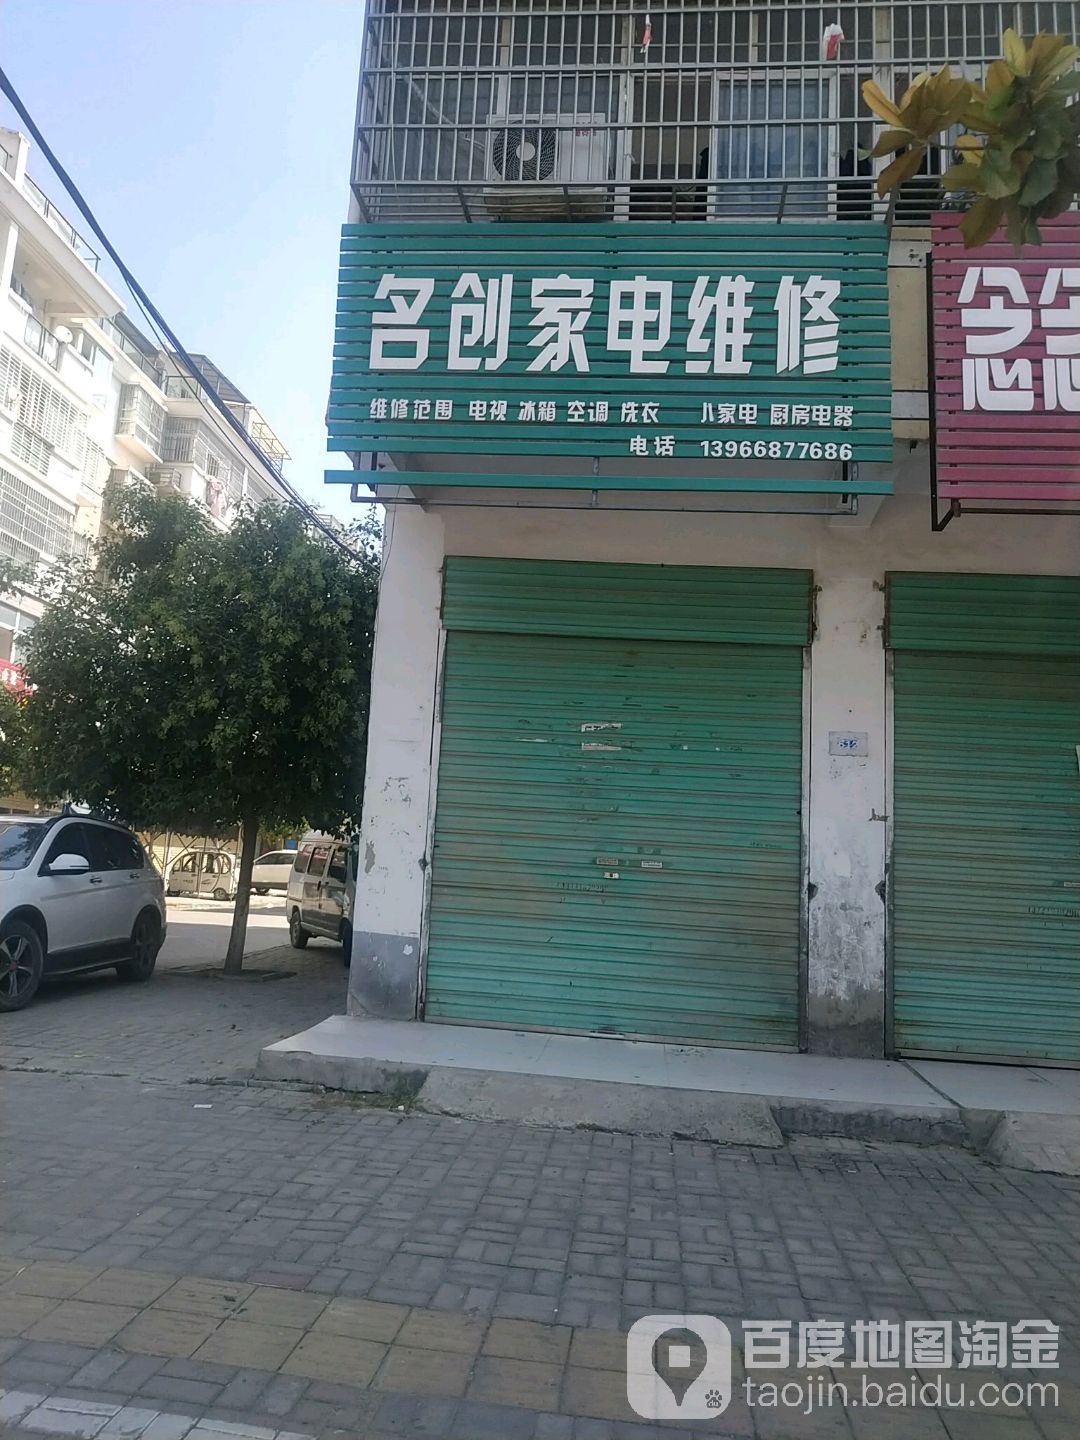 名创家电维修
维修范围 电视 冰箱 空调 洗衣 家电 厨房电器
电话 13966877686
百度地图淘金
taojin.baidu.com